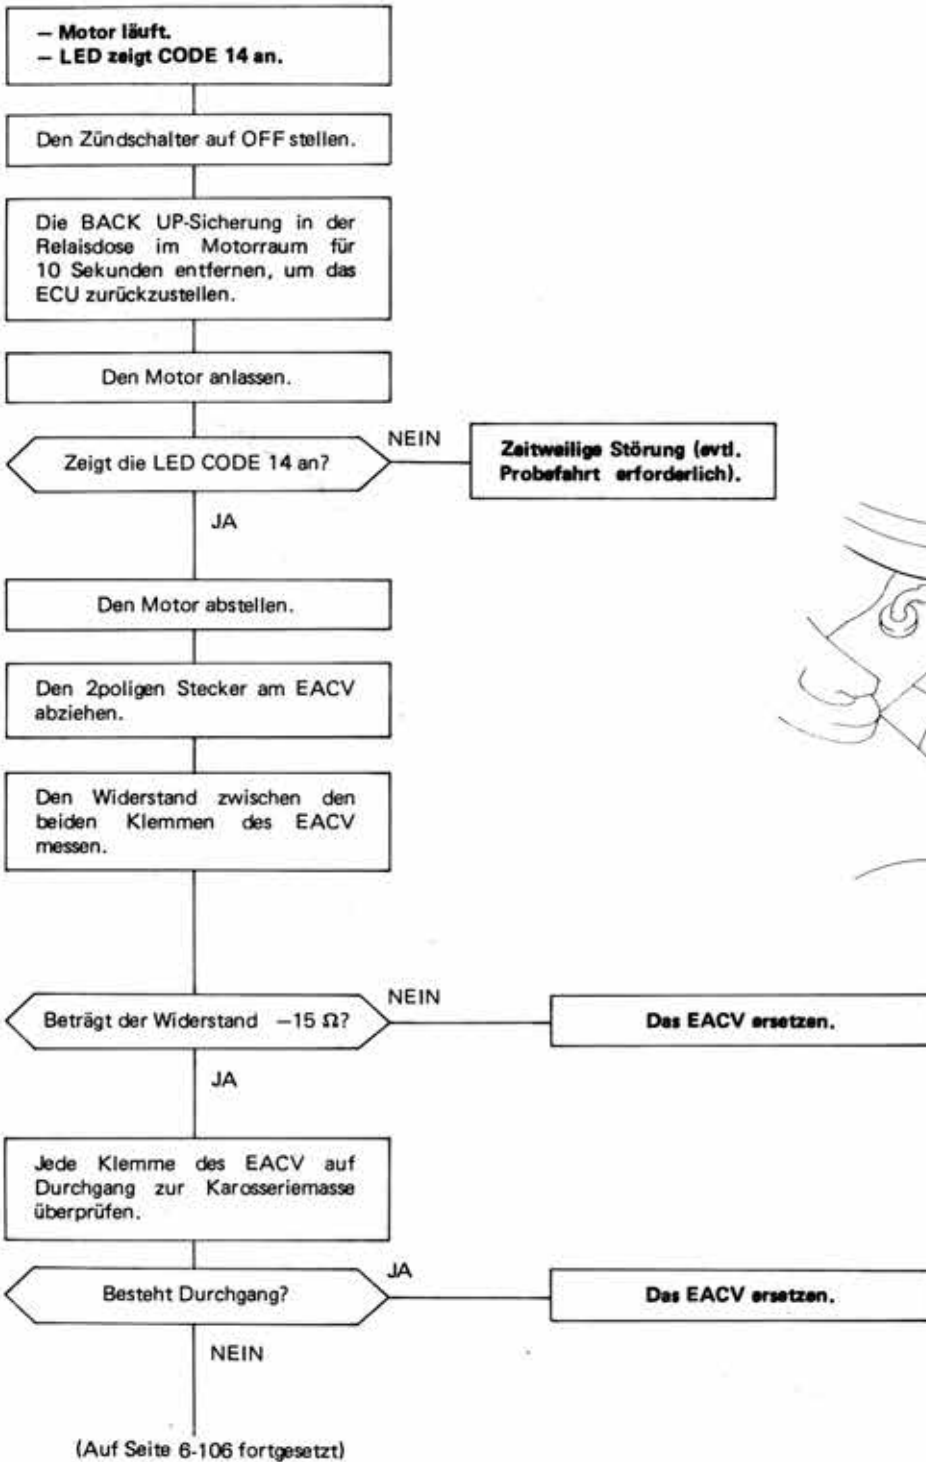 – Motor läuft.
– LED zeigt CODE 14 an.
Den Zündschalter auf OFF stellen.
Die BACK UP-Sicherung in der
Relaisdose im Motorraum für
10 Sekunden entfernen, um das
ECU zurückzustellen.
Den Motor anlassen.
Zeigt die LED CODE 14 an?
NEIN
Zeitweilige Störung (evtl.
Probefahrt erforderlich).
JA
Den Motor abstellen.
Den 2poligen Stecker am EACV
abziehen.
Den Widerstand zwischen den
beiden Klemmen des EACV
messen.
Beträgt der Widerstand –15 Ω?
NEIN
Das EACV ersetzen.
JA
Jede Klemme des EACV auf
Durchgang zur Karosseriemasse
überprüfen.
Besteht Durchgang?
JA
Das EACV ersetzen.
NEIN
(Auf Seite 6-106 fortgesetzt)